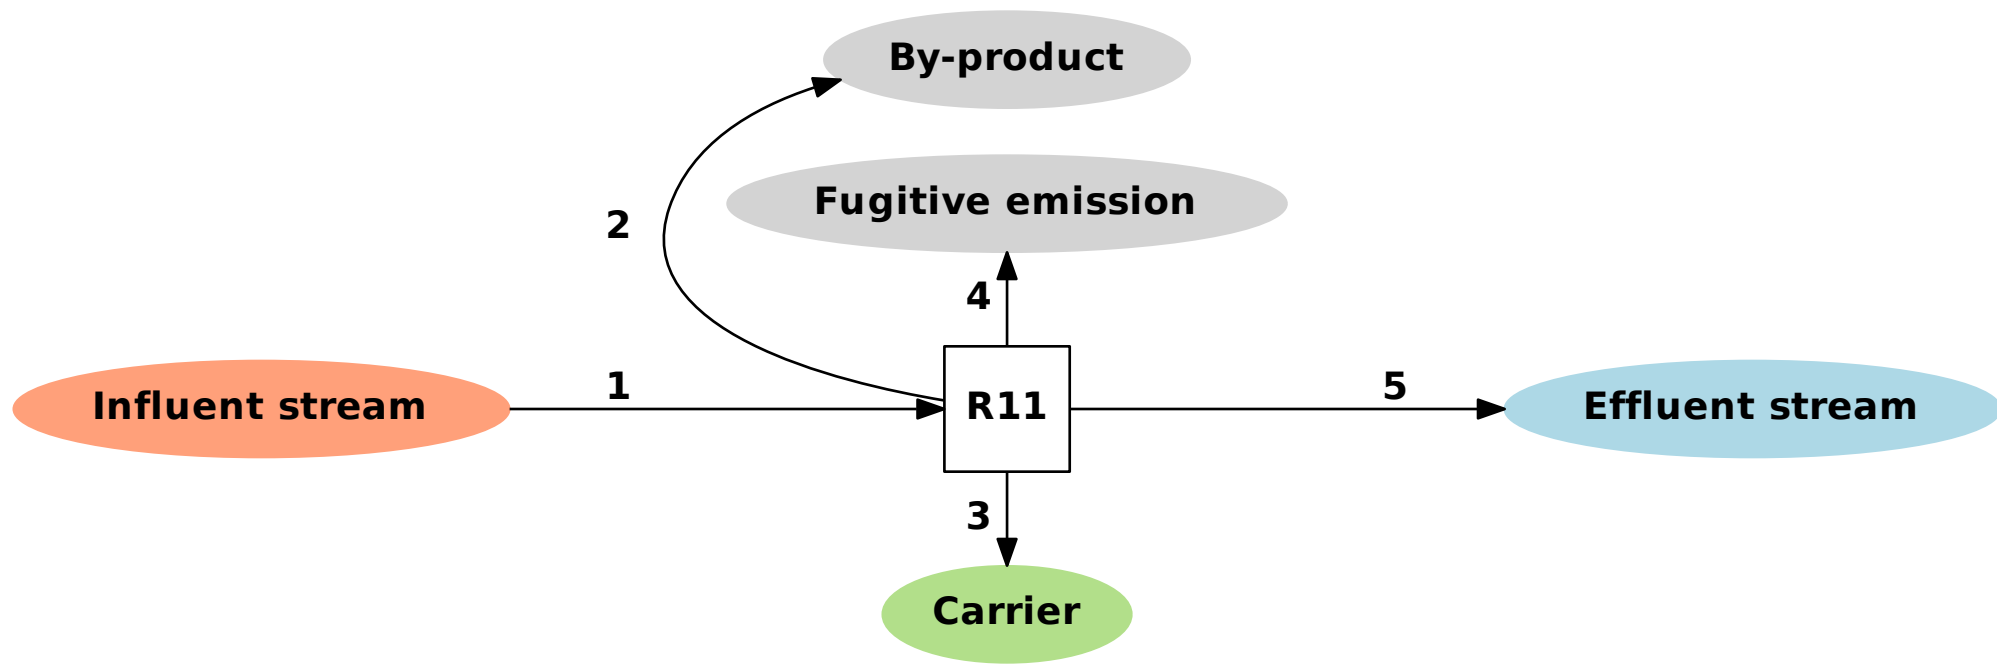 By-product
2
Fugitive emission
4
Influent stream
1
R11
5
Effluent stream
3
Carrier